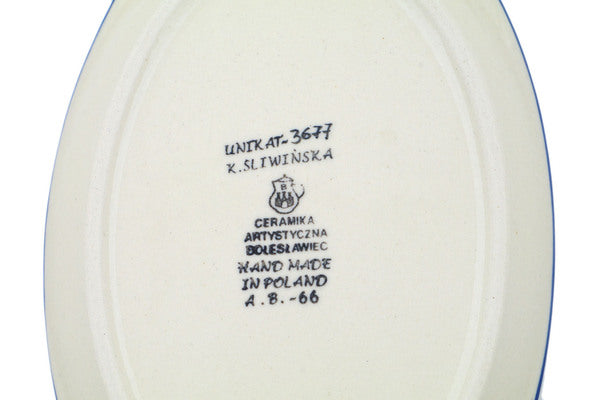 UNIKAT-3677
K.ŚLIWIŃSKA
B
CERAMIKA
ARTYSTYCZNA
BOLESŁAWIEC
HAND MADE
IN POLAND
A.B.-66